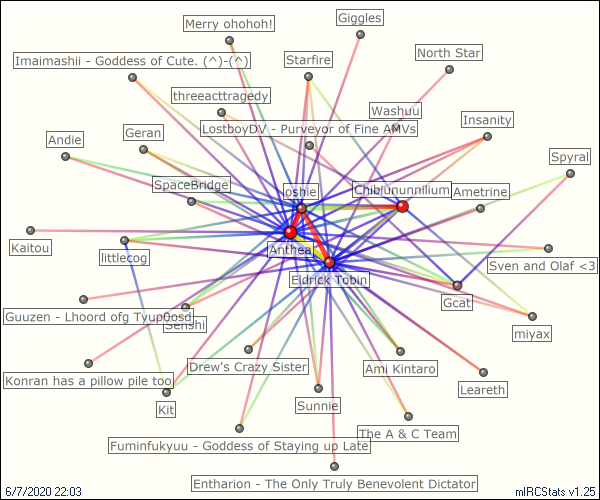 Giggles
Merry ohohoh!
North Star
Imaimashii - Goddess of Cute. (^)-(^)
Starfire
threeacttragedy
Washuu
LostboyDV - Purveyor of Fine AMVs
Insanity
Andie
Geran
Spyral
SpaceBridge
oshie
Chibiununnilium
Ametrine
Kaitou
littlecog
Anthea
Eldrick Tobin
Sven and Olaf <3
Gcat
Guuzen - Lhoord ofg Tyup0osd
Senshi
miyax
Konran has a pillow pile too
Drew's Crazy Sister
Ami Kintaro
Leareth
Kit
Sunnie
The A & C Team
Fuminfukyuu - Goddess of Staying up Late
Entharion - The Only Truly Benevolent Dictator
6/7/2020 22:03
mIRCStats v1.25